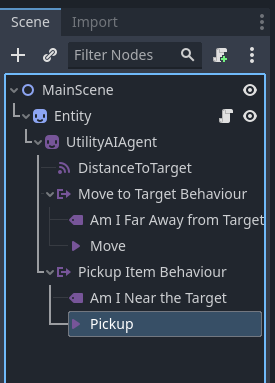 Scene Import
Filter Nodes
MainScene
Entity
UtilityAIAgent
DistanceToTarget
Move to Target Behaviour
Am I Far Away from Target
Move
Pickup Item Behaviour
Am I Near the Target
Pickup